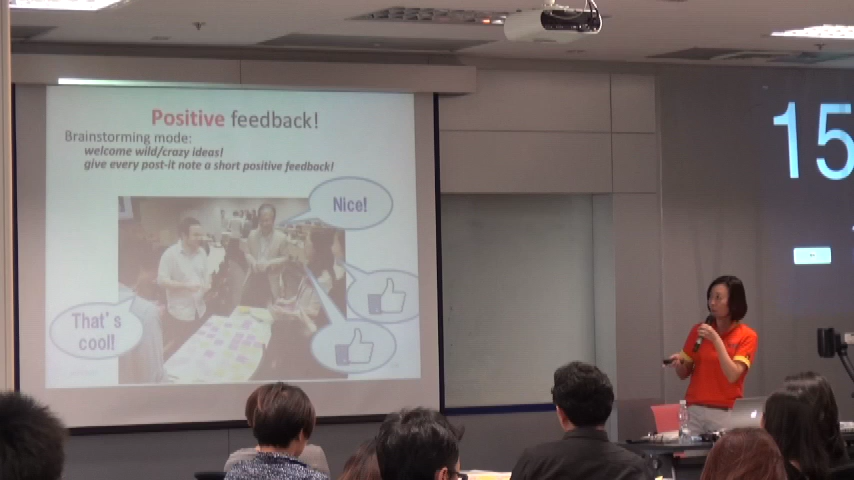 Positive feedback!
Brainstorming mode:
welcome wild/crazy ideas!
give every post-it note a short positive feedback!
Nice!
That's
cool!
15